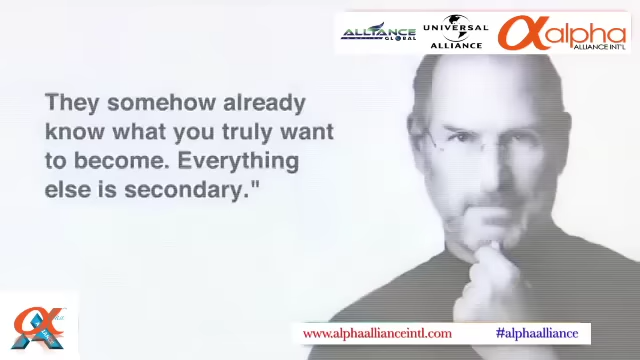 ALLIANCE
GLOBAL
UNIVERSAL
ALLIANCE
alpha
ALLIANCE INT'L
They somehow already
know what you truly want
to become. Everything
else is secondary."
www.alphaallianceintl.com
#alphaalliance